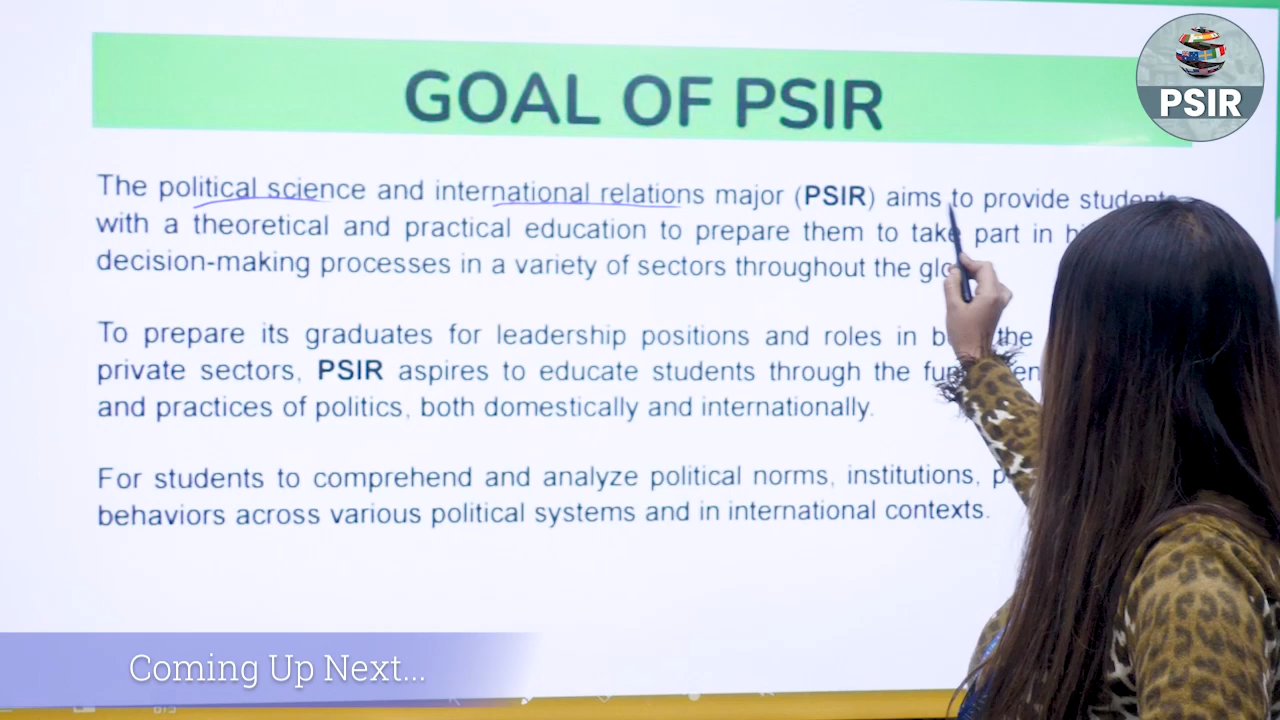 GOAL OF PSIR
PSIR
The political science and international relations major (PSIR) aims to provide students
with a theoretical and practical education to prepare them to take part in
decision-making processes in a variety of sectors throughout the
To prepare its graduates for leadership positions and roles in the
private sectors, PSIR aspires to educate students through the
and practices of politics, both domestically and internationally.
For students to comprehend and analyze political norms, institutions,
behaviors across various political systems and in international contexts.
Coming Up Next...